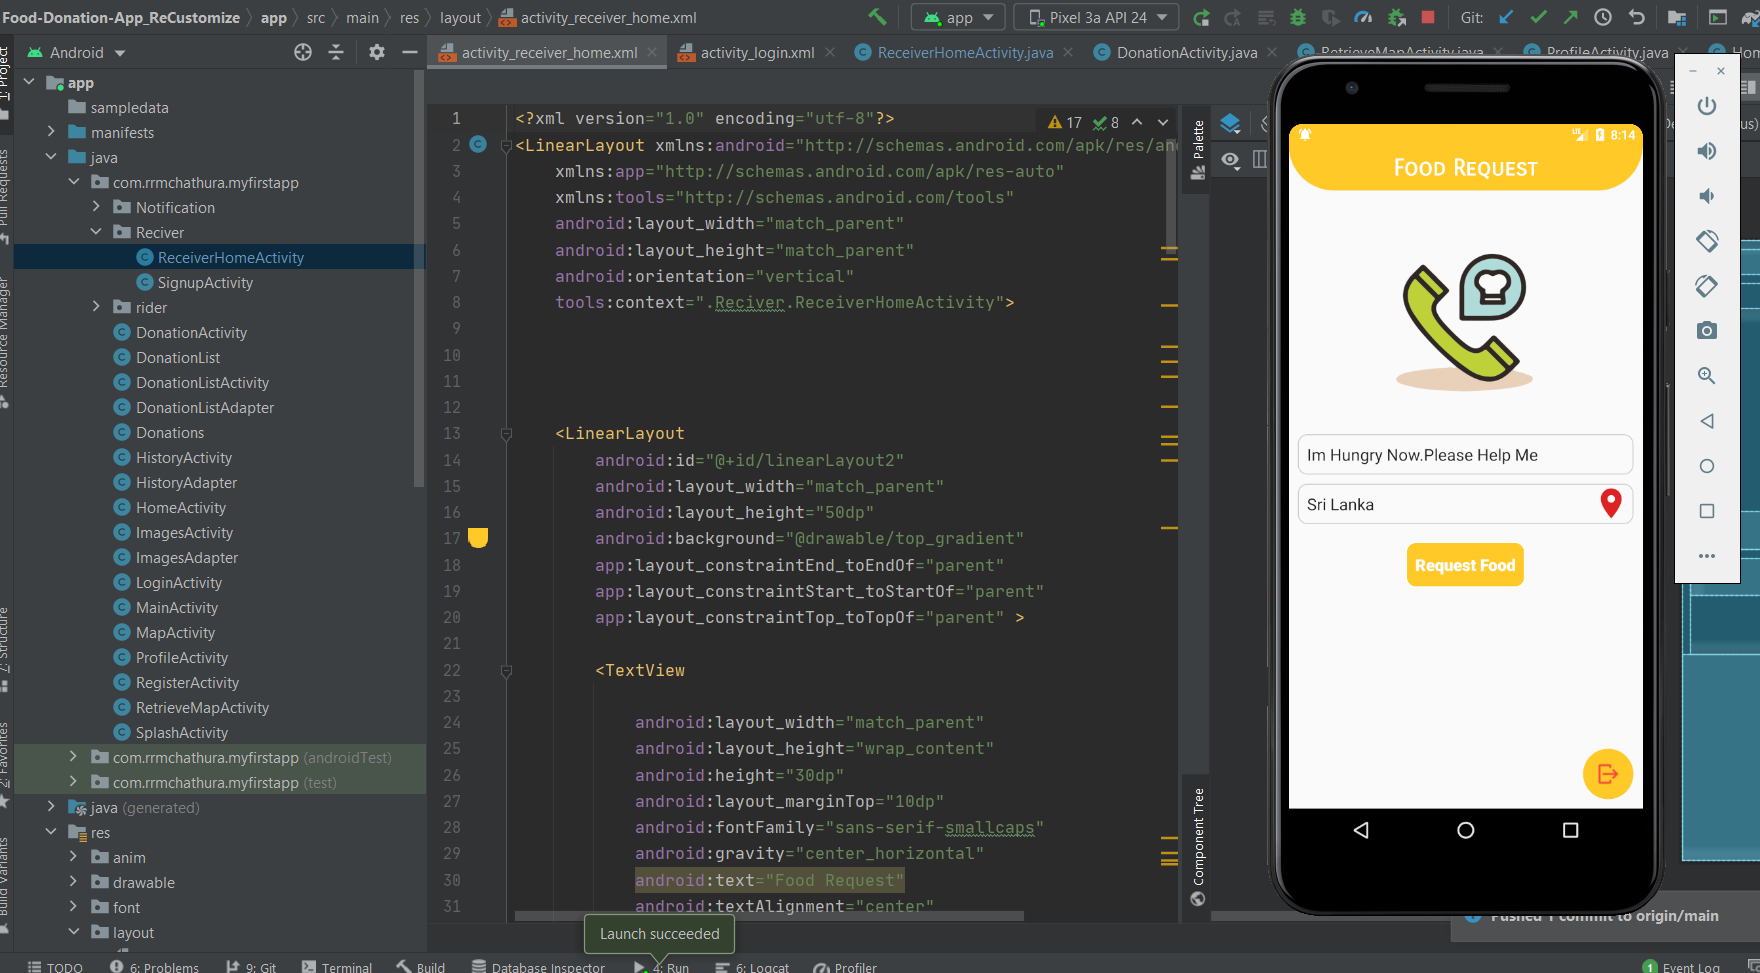 Food-Donation-App_ReCustomize app src main res layout activity_receiver_home.xml
app
Pixel 3a API 24
Git:
Android
activity_receiver_home.xml
activity_login.xml
ReceiverHomeActivity.java
DonationActivity.java
RetrieveMapActivity.java
ProfileActivity.java
1: Project
Pull Requests
Resource Manager
7: Structure
2: Favorites
Build Variants
app
sampledata
manifests
java
com.rrmchathura.myfirstapp
Notification
Reciver
ReceiverHomeActivity
SignupActivity
rider
DonationActivity
DonationList
DonationListActivity
DonationListAdapter
Donations
HistoryActivity
HistoryAdapter
HomeActivity
ImagesActivity
ImagesAdapter
LoginActivity
MainActivity
MapActivity
ProfileActivity
RegisterActivity
RetrieveMapActivity
SplashActivity
com.rrmchathura.myfirstapp (androidTest)
com.rrmchathura.myfirstapp (test)
java (generated)
res
anim
drawable
font
layout
17 8
1 <?xml version="1.0" encoding="utf-8"?>
2 <LinearLayout xmlns:android="http://schemas.android.com/apk/res/an
3 xmlns:app="http://schemas.android.com/apk/res-auto"
4 xmlns:tools="http://schemas.android.com/tools"
5 android:layout_width="match_parent"
6 android:layout_height="match_parent"
7 android:orientation="vertical"
8 tools:context=".Reciver.ReceiverHomeActivity">
9
10
11
12
13 <LinearLayout
14 android:id="@+id/linearLayout2"
15 android:layout_width="match_parent"
16 android:layout_height="50dp"
17 android:background="@drawable/top_gradient"
18 app:layout_constraintEnd_toEndOf="parent"
19 app:layout_constraintStart_toStartOf="parent"
20 app:layout_constraintTop_toTopOf="parent" >
21
22 <TextView
23
24 android:layout_width="match_parent"
25 android:layout_height="wrap_content"
26 android:height="30dp"
27 android:layout_marginTop="10dp"
28 android:fontFamily="sans-serif-smallcaps"
29 android:gravity="center_horizontal"
30 android:text="Food Request"
31 android:textAlignment="center"
Palette
Component Tree
8:14
Food Request
Im Hungry Now.Please Help Me
Sri Lanka
Request Food
Pushed 1 commit to origin/main
Launch succeeded
TODO
6: Problems
9: Git
Terminal
Build
Database Inspector
4: Run
6: Logcat
Profiler
1 Event Log